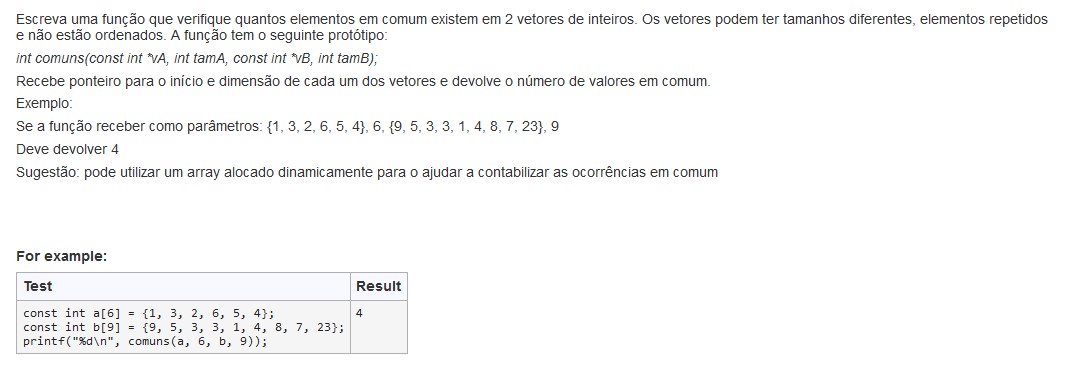 Escreva uma função que verifique quantos elementos em comum existem em 2 vetores de inteiros. Os vetores podem ter tamanhos diferentes, elementos repetidos
e não estão ordenados. A função tem o seguinte protótipo:
int comuns(const int *vA, int tamA, const int *vB, int tamB);
Recebe ponteiro para o início e dimensão de cada um dos vetores e devolve o número de valores em comum.
Exemplo:
Se a função receber como parâmetros: {1, 3, 2, 6, 5, 4}, 6, {9, 5, 3, 3, 1, 4, 8, 7, 23}, 9
Deve devolver 4
Sugestão: pode utilizar um array alocado dinamicamente para o ajudar a contabilizar as ocorrências em comum
For example:
Test Result
const int a[6] = {1, 3, 2, 6, 5, 4}; 4
const int b[9] = {9, 5, 3, 3, 1, 4, 8, 7, 23};
printf("%d\n", comuns(a, 6, b, 9));